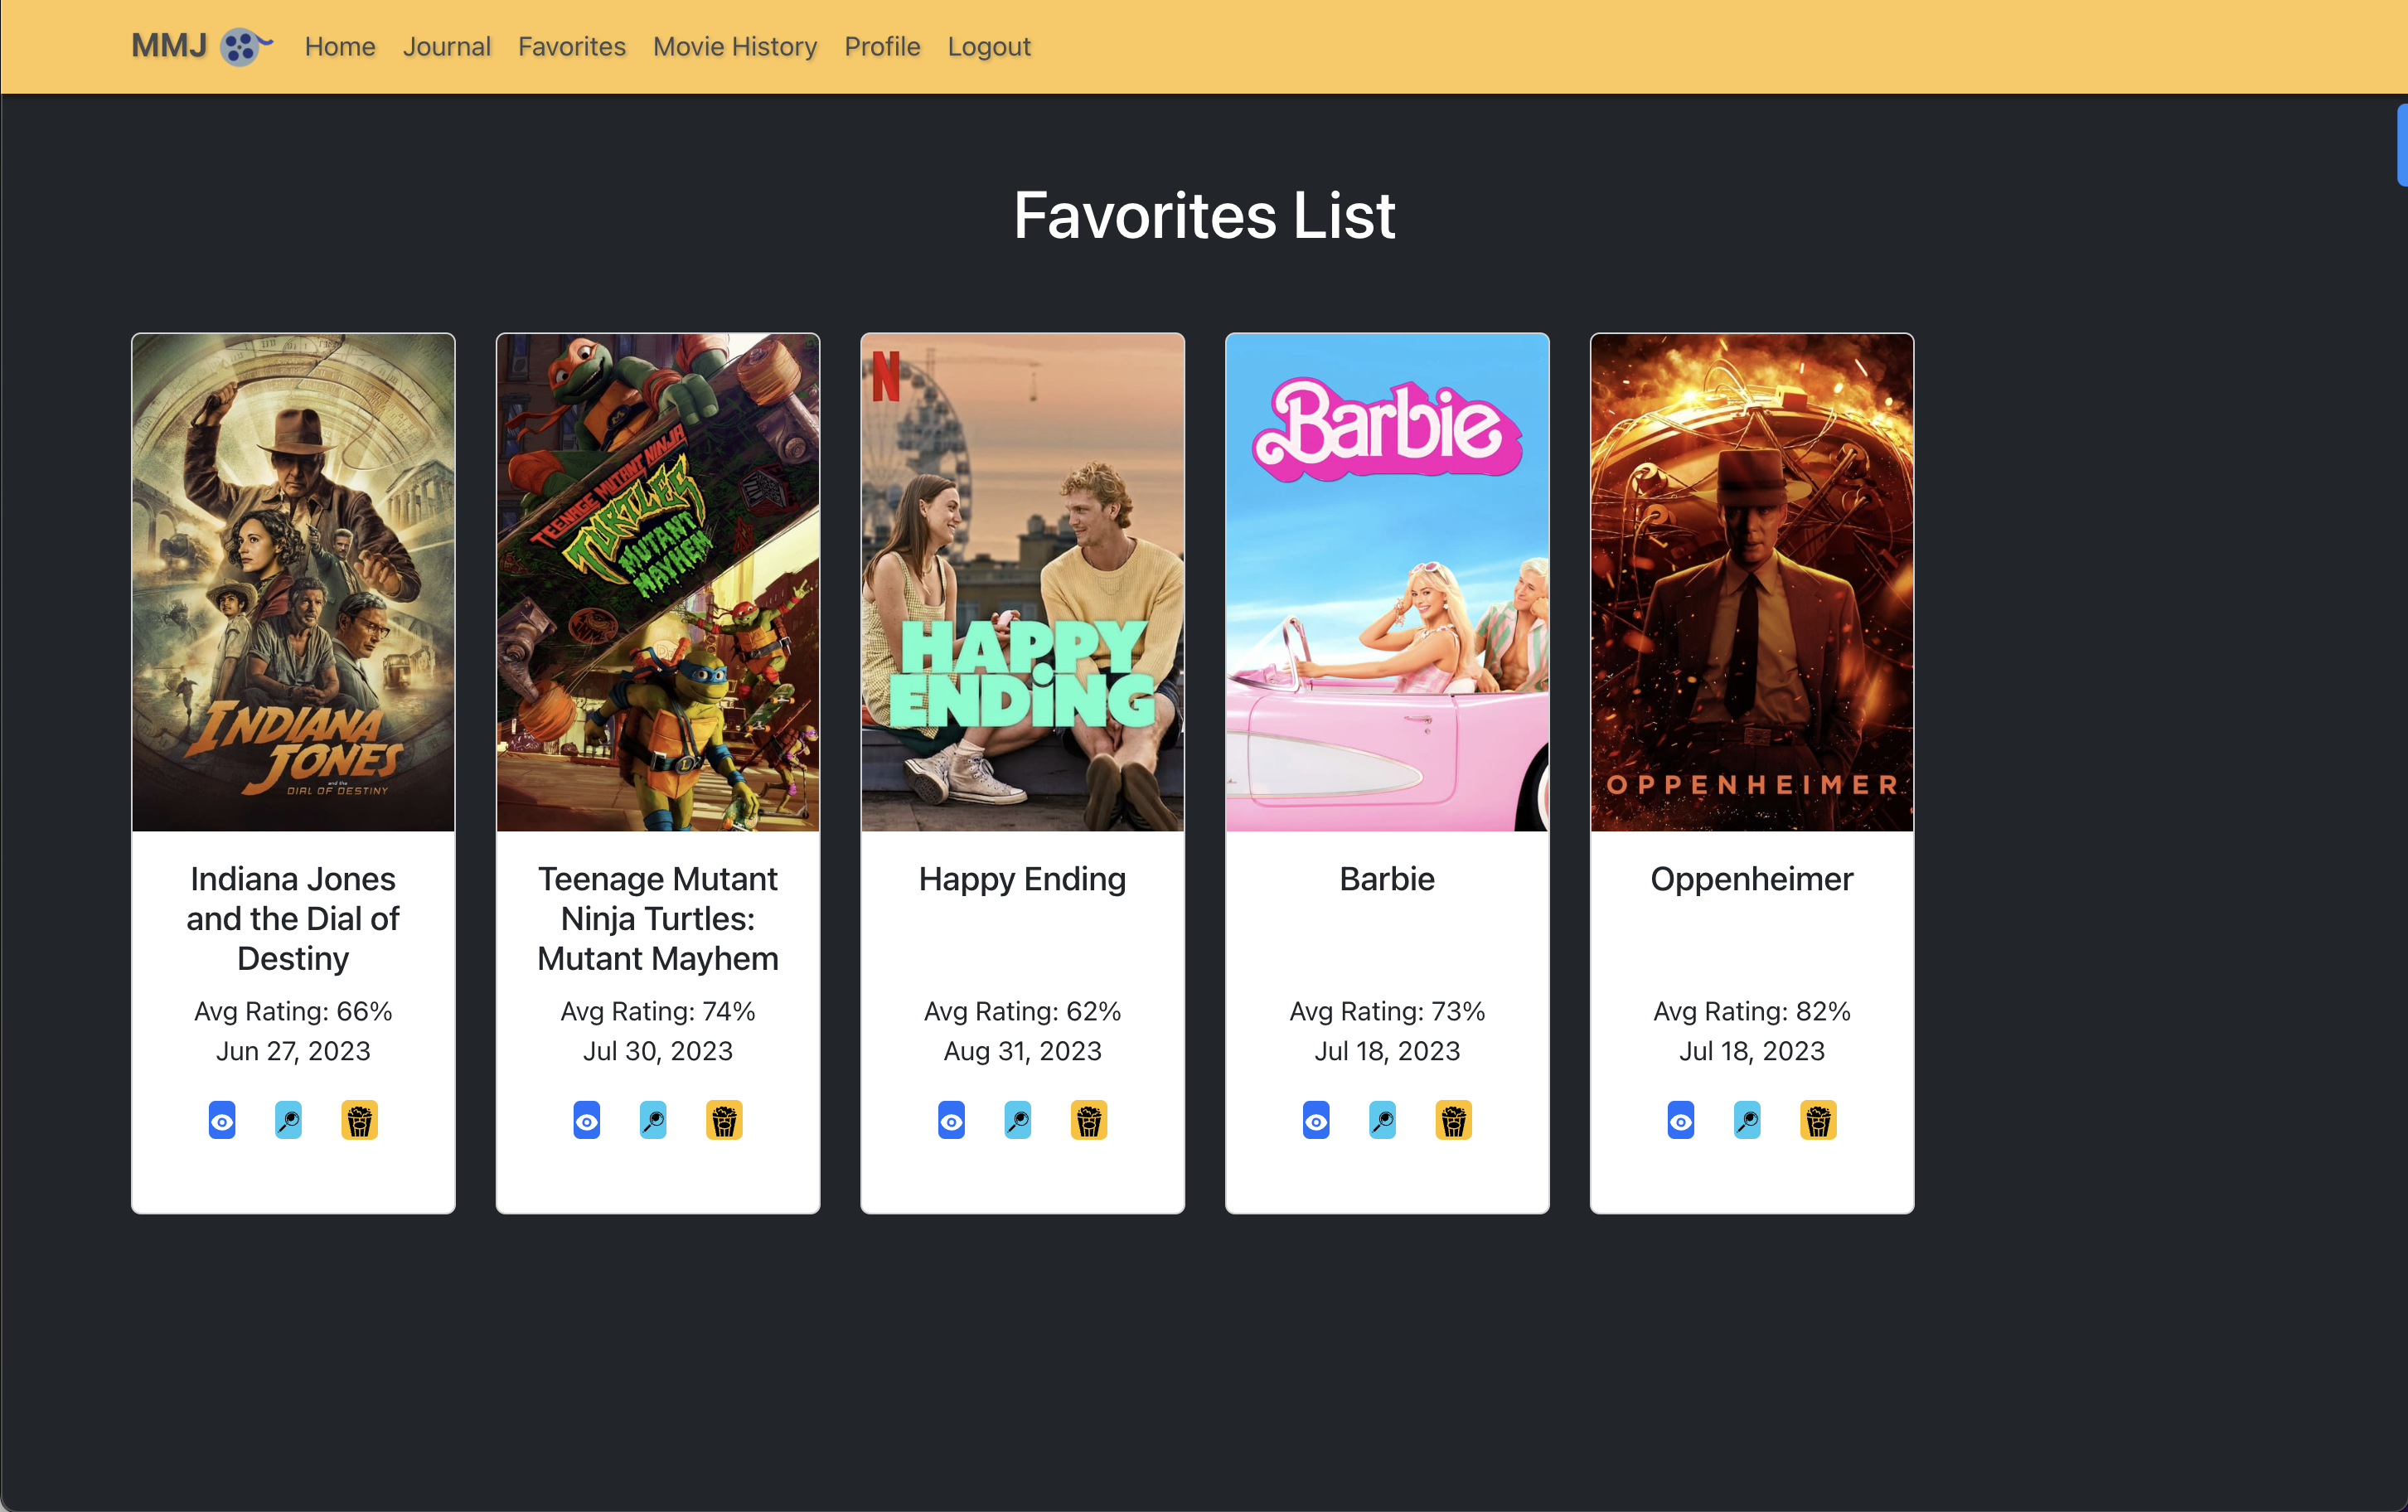 MMJ Home Journal Favorites Movie History Profile Logout
Favorites List
INDIANA
JONES
and the
DIAL OF DESTINY
TEENAGE MUTANT NINJA
TURTLES
MUTANT
MAYHEM
D
N
HAPPY
ENDING
Barbie
OPPENHEIMER
Indiana Jones
and the Dial of
Destiny
Avg Rating: 66%
Jun 27, 2023
Teenage Mutant
Ninja Turtles:
Mutant Mayhem
Avg Rating: 74%
Jul 30, 2023
Happy Ending
Avg Rating: 62%
Aug 31, 2023
Barbie
Avg Rating: 73%
Jul 18, 2023
Oppenheimer
Avg Rating: 82%
Jul 18, 2023